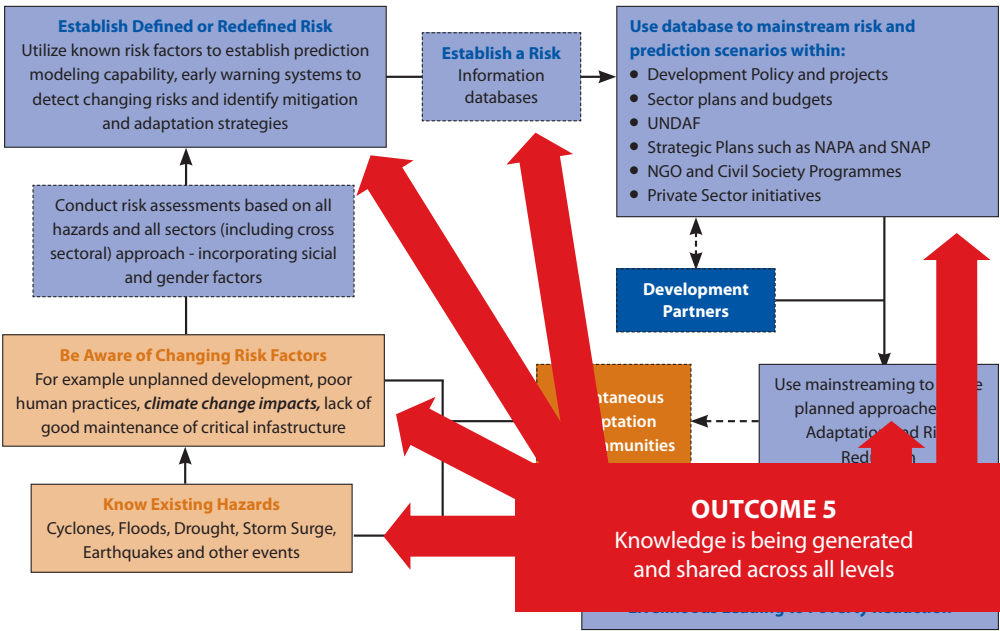 Establish Defined or Redefined Risk
Utilize known risk factors to establish prediction
modeling capability, early warning systems to
detect changing risks and identify mitigation
and adaptation strategies
Establish a Risk
Information
databases
Use database to mainstream risk and
prediction scenarios within:
● Development Policy and projects
● Sector plans and budgets
● UNDAF
● Strategic Plans such as NAPA and SNAP
● NGO and Civil Society Programmes
● Private Sector initiatives
Conduct risk assessments based on all
hazards and all sectors (including cross
sectoral) approach - incorporating sicial
and gender factors
Development
Partners
Be Aware of Changing Risk Factors
For example unplanned development, poor
human practices, climate change impacts, lack of
good maintenance of critical infastructure
Use mainstreaming to
planned
Know Existing Hazards
Cyclones, Floods, Drought, Storm Surge,
Earthquakes and other events
OUTCOME 5
Knowledge is being generated
and shared across all levels